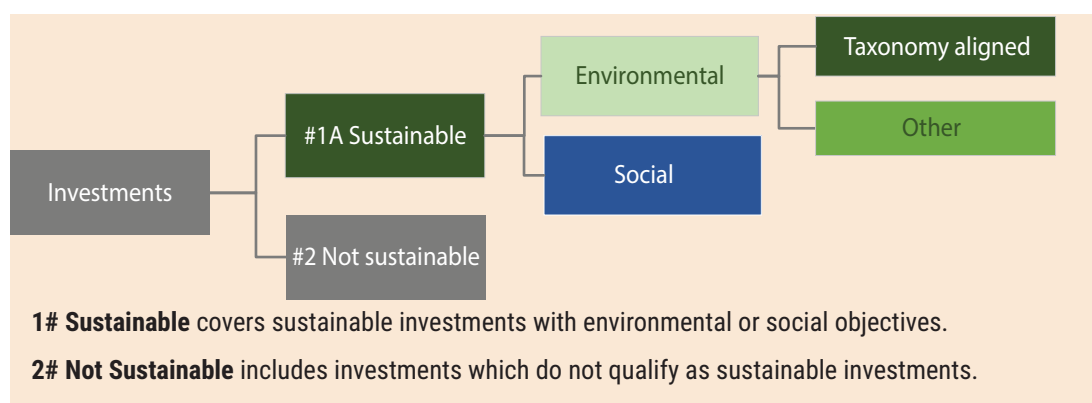 Investments
#1A Sustainable
#2 Not sustainable
Environmental
Social
Taxonomy aligned
Other
1# Sustainable covers sustainable investments with environmental or social objectives.
2# Not Sustainable includes investments which do not qualify as sustainable investments.